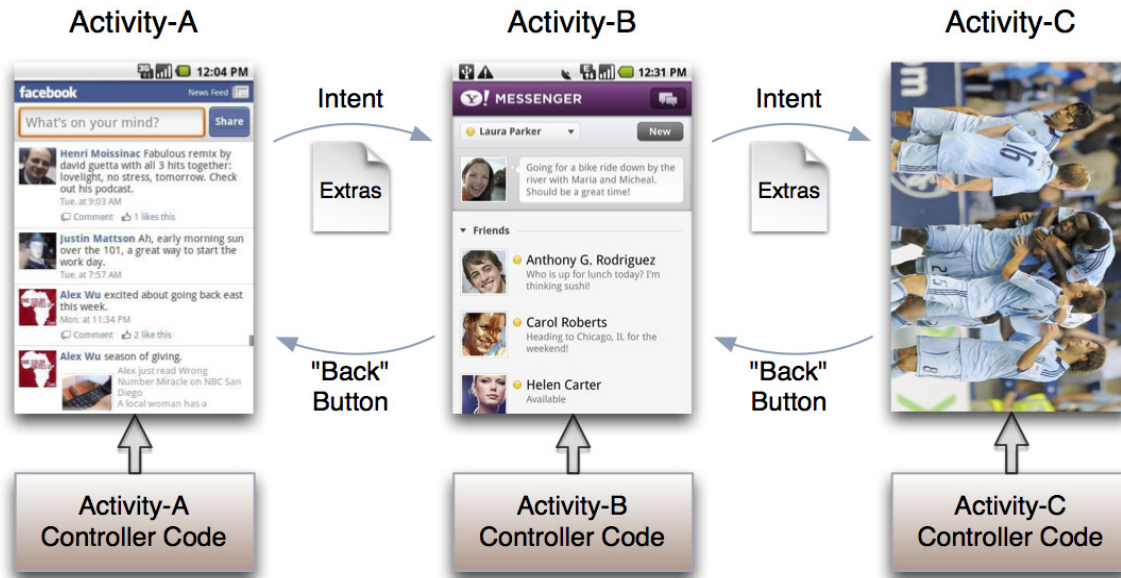 Activity-A
Activity-B
Activity-C
12:04 PM
facebook
News Feed
What's on your mind?
Share
Henri Moissinac Fabulous remix by
david guetta with all 3 hits together:
lovelight, no stress, tomorrow. Check
out his podcast.
Tue. at 9:03 AM
Comment 1 likes this
Justin Mattson Ah, early morning sun
over the 101, a great way to start the
work day.
Tue. at 7:57 AM
Alex Wu excited about going back east
this week.
Mon. at 11:34 PM
Comment 2 like this
Alex Wu season of giving.
Alex just read Wrong
Number Miracle on NBC San
Diego
A local woman has a
Intent
Extras
"Back"
Button
12:31 PM
Y! MESSENGER
Laura Parker
New
Going for a bike ride down by the
river with Maria and Micheal.
Should be a great time!
Friends
Anthony G. Rodriguez
Who is up for lunch today? I'm
thinking sushi!
Carol Roberts
Heading to Chicago, IL for the
weekend!
Helen Carter
Available
Intent
Extras
"Back"
Button
16
25
8
Activity-A
Controller Code
Activity-B
Controller Code
Activity-C
Controller Code